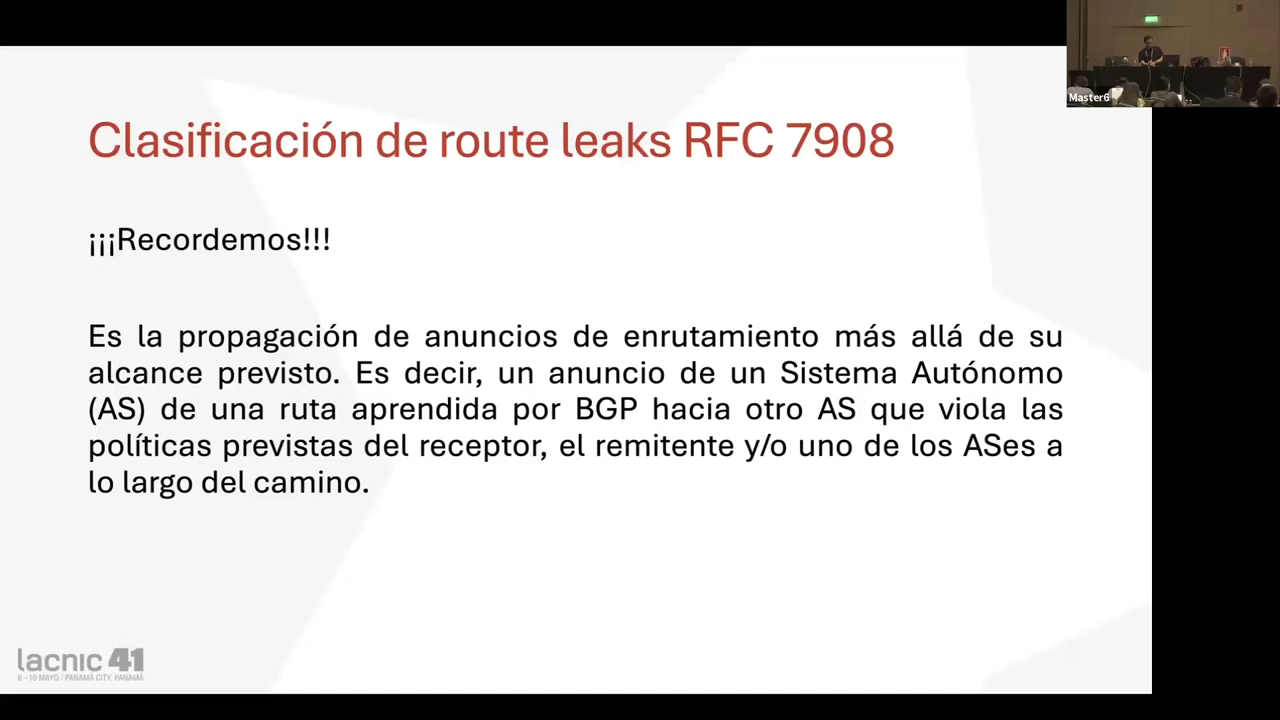 Master6
Clasificación de route leaks RFC 7908
¡¡¡Recordemos!!!
Es la propagación de anuncios de enrutamiento más allá de su
alcance previsto. Es decir, un anuncio de un Sistema Autónomo
(AS) de una ruta aprendida por BGP hacia otro AS que viola las
políticas previstas del receptor, el remitente y/o uno de los ASes a
lo largo del camino.
lacnic 41
6 - 10 MAYO / PANAMÁ CITY, PANAMÁ